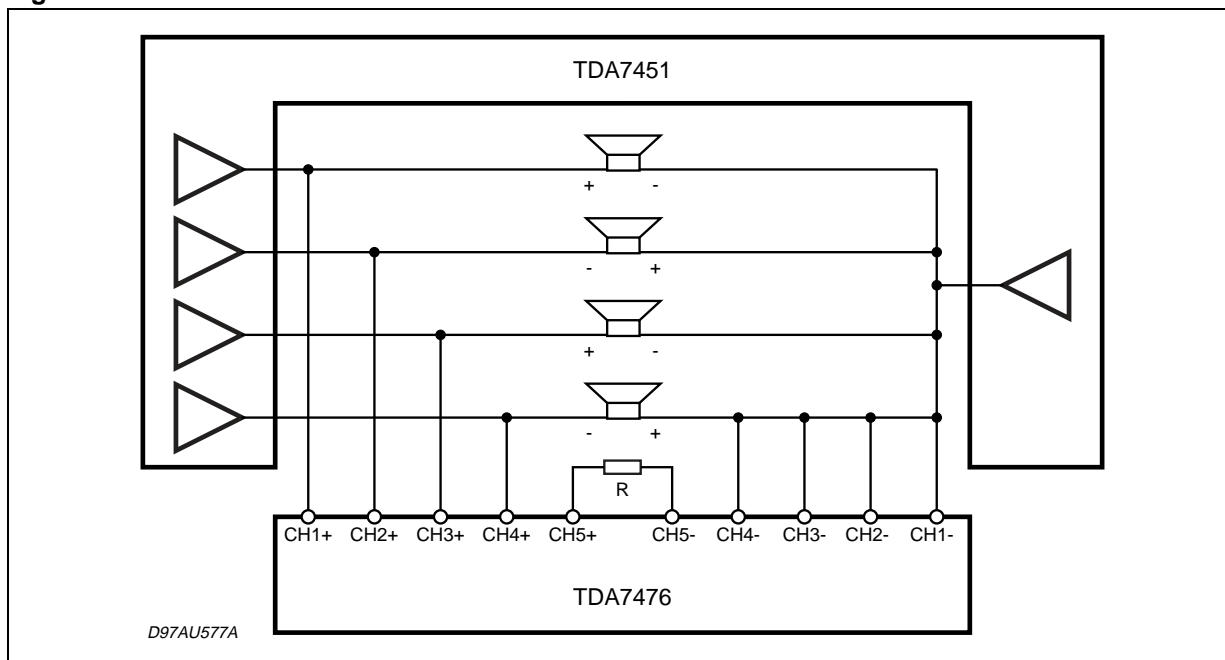 TDA7451
+ -
- +
+ -
- +
R
CH1+ CH2+ CH3+ CH4+ CH5+ CH5- CH4- CH3- CH2- CH1-
TDA7476
D97AU577A